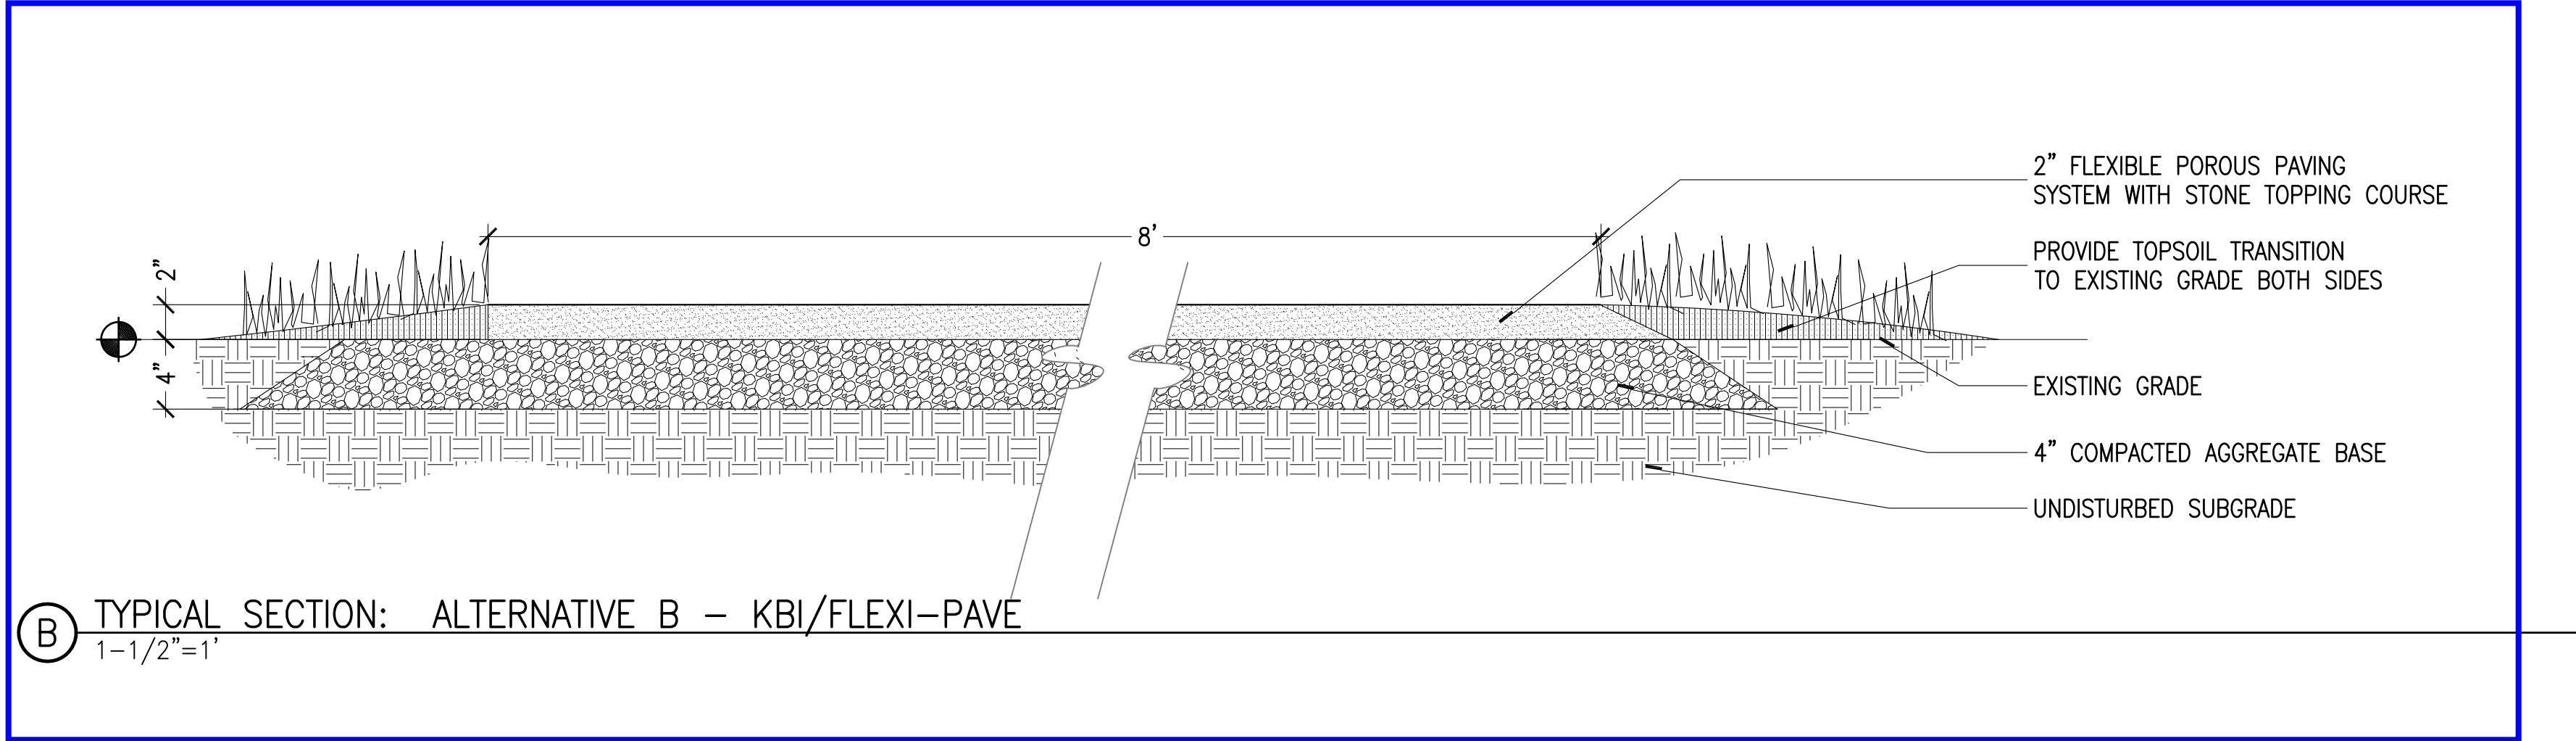 2” FLEXIBLE POROUS PAVING
SYSTEM WITH STONE TOPPING COURSE
8’
PROVIDE TOPSOIL TRANSITION
TO EXISTING GRADE BOTH SIDES
2”
4”
EXISTING GRADE
4” COMPACTED AGGREGATE BASE
UNDISTURBED SUBGRADE
B
TYPICAL SECTION: ALTERNATIVE B – KBI/FLEXI–PAVE
1–1/2”=1’